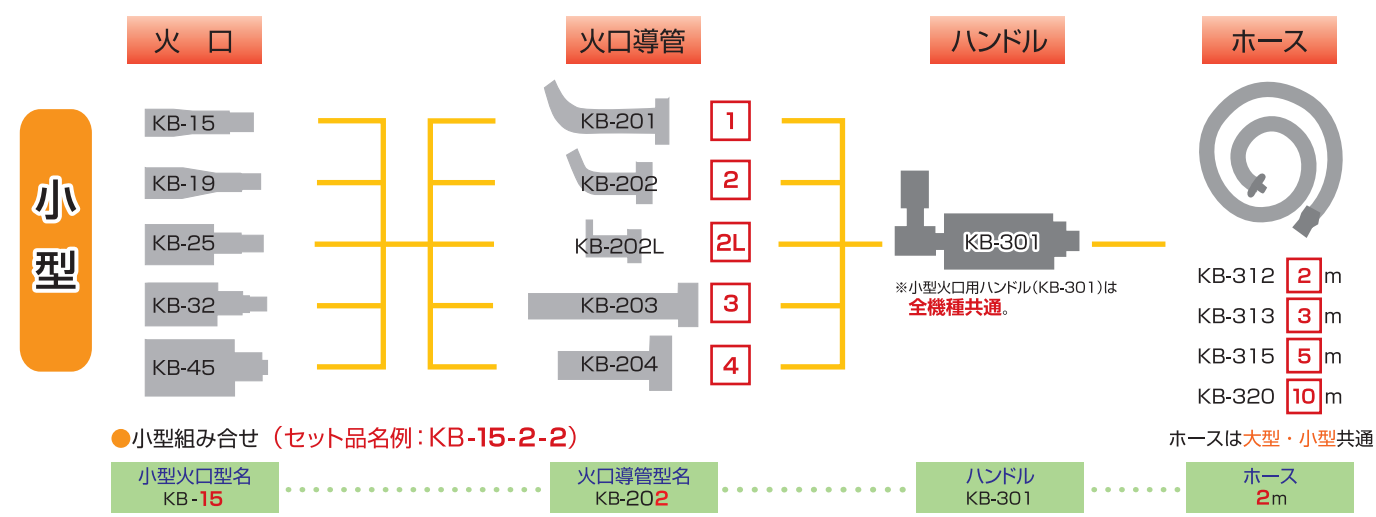 火 口
火口導管
ハンドル
ホース
小型
KB-15
KB-19
KB-25
KB-32
KB-45
KB-201 1
KB-202 2
KB-202L 2L
KB-203 3
KB-204 4
KB-301
※小型火口用ハンドル(KB-301)は
全機種共通。
KB-312 2 m
KB-313 3 m
KB-315 5 m
KB-320 10 m
ホースは大型・小型共通
●小型組み合せ(セット品名例:KB-15-2-2)
小型火口型名
KB-15
火口導管型名
KB-202
ハンドル
KB-301
ホース
2m